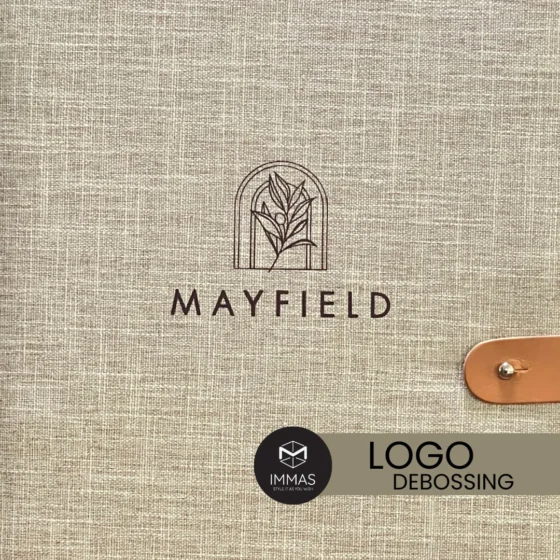 MAYFIELD
IMMAS
STYLE IT AS YOU WISH
LOGO
DEBOSSING